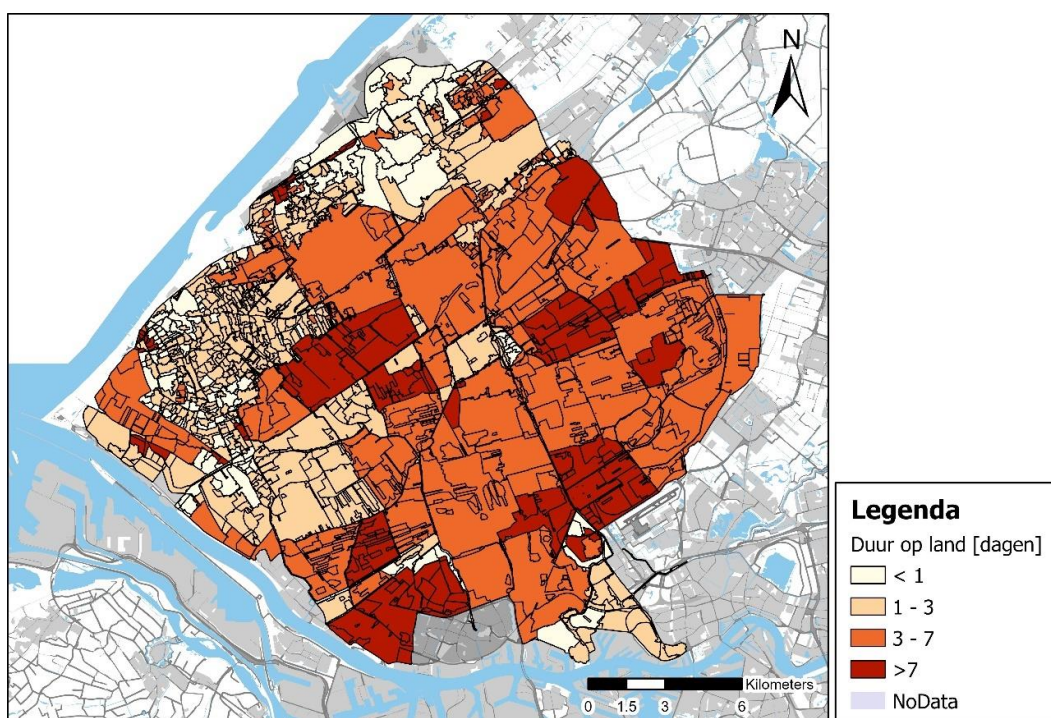 N
Kilometers
0 1.5 3 6
Legenda
Duur op land [dagen]
< 1
1 - 3
3 - 7
>7
NoData